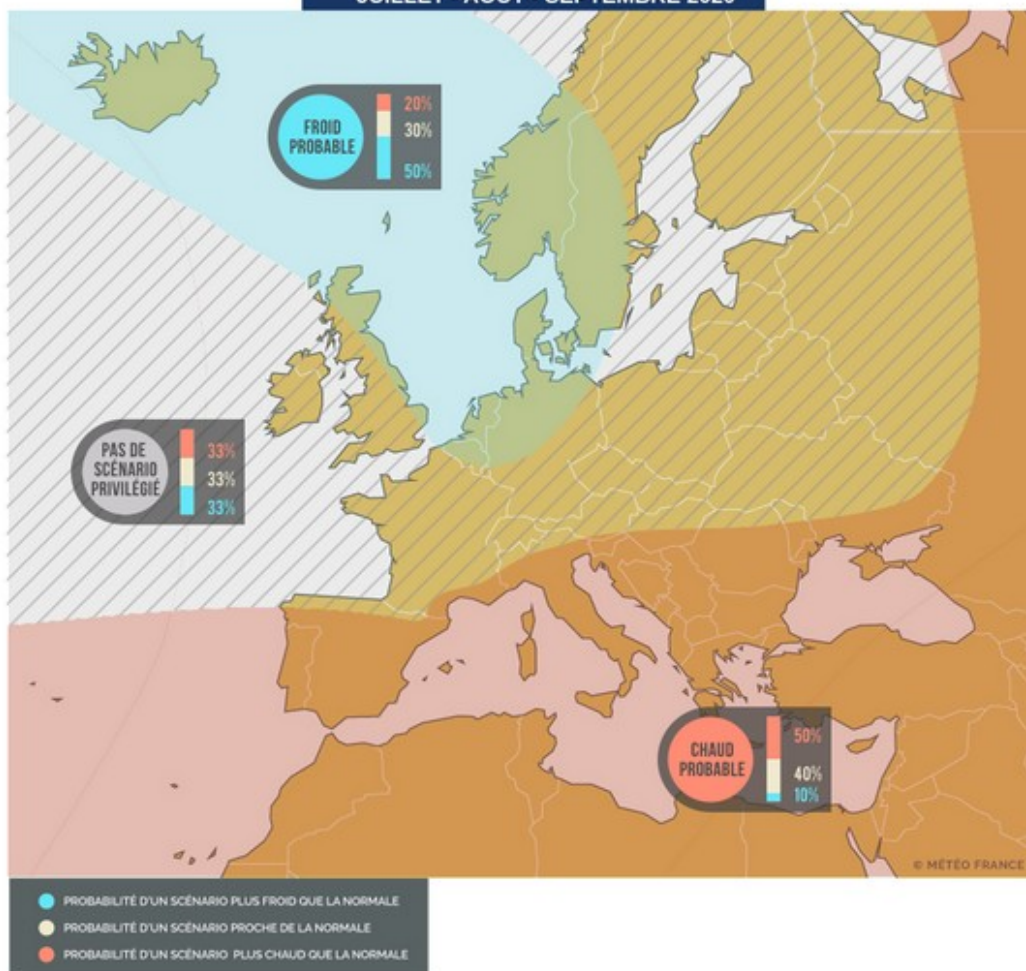 FROID
PROBABLE
20%
30%
50%
PAS DE
SCÉNARIO
PRIVILÉGIÉ
33%
33%
33%
CHAUD
PROBABLE
50%
40%
10%
© MÉTÉO FRANCE
PROBABILITÉ D'UN SCÉNARIO PLUS FROID QUE LA NORMALE
PROBABILITÉ D'UN SCÉNARIO PROCHE DE LA NORMALE
PROBABILITÉ D'UN SCÉNARIO PLUS CHAUD QUE LA NORMALE